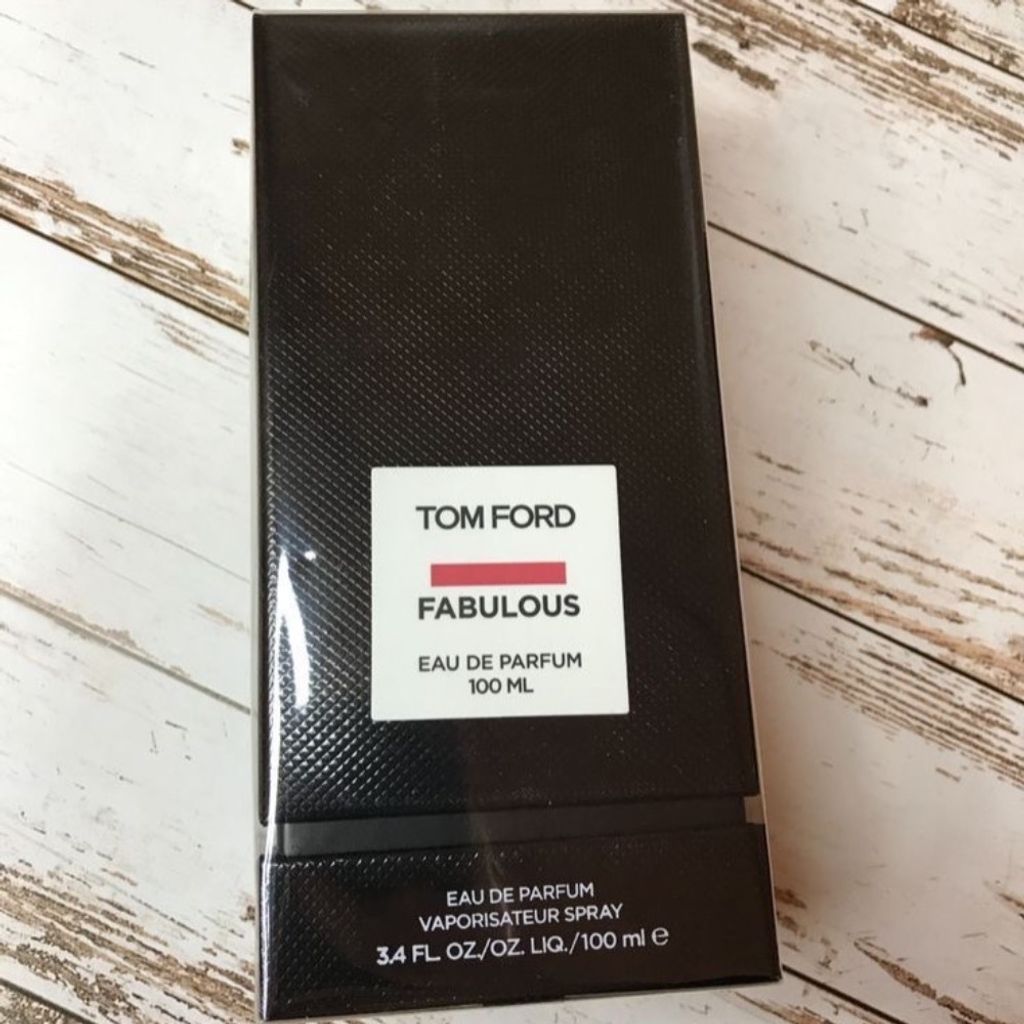 TOM FORD
FABULOUS
EAU DE PARFUM
100 ML
EAU DE PARFUM
VAPORISATEUR SPRAY
3.4 FL. OZ./OZ. LIQ./100 ml ℮